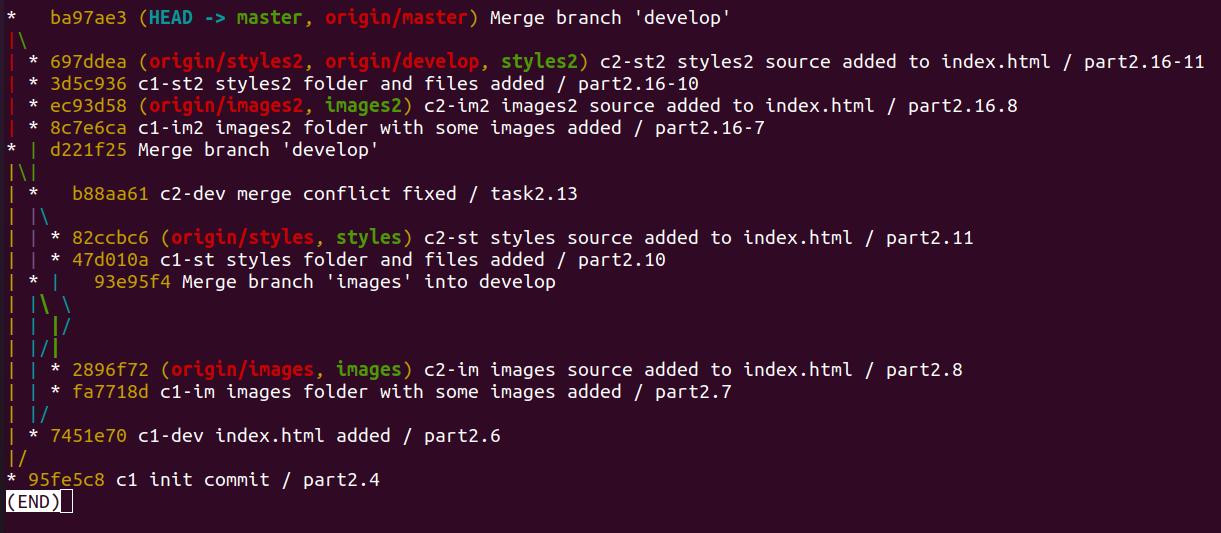 *   ba97ae3 (HEAD -> master, origin/master) Merge branch 'develop'
|\
| * 697ddea (origin/styles2, origin/develop, styles2) c2-st2 styles2 source added to index.html / part2.16-11
| * 3d5c936 c1-st2 styles2 folder and files added / part2.16-10
| * ec93d58 (origin/images2, images2) c2-im2 images2 source added to index.html / part2.16.8
| * 8c7e6ca c1-im2 images2 folder with some images added / part2.16-7
* | d221f25 Merge branch 'develop'
|\|
| *   b88aa61 c2-dev merge conflict fixed / task2.13
| |\
| | * 82ccbc6 (origin/styles, styles) c2-st styles source added to index.html / part2.11
| | * 47d010a c1-st styles folder and files added / part2.10
| * |   93e95f4 Merge branch 'images' into develop
| |\ \
| | |/
| |/|
| | * 2896f72 (origin/images, images) c2-im images source added to index.html / part2.8
| | * fa7718d c1-im images folder with some images added / part2.7
| |/
| * 7451e70 c1-dev index.html added / part2.6
|/
* 95fe5c8 c1 init commit / part2.4
(END)